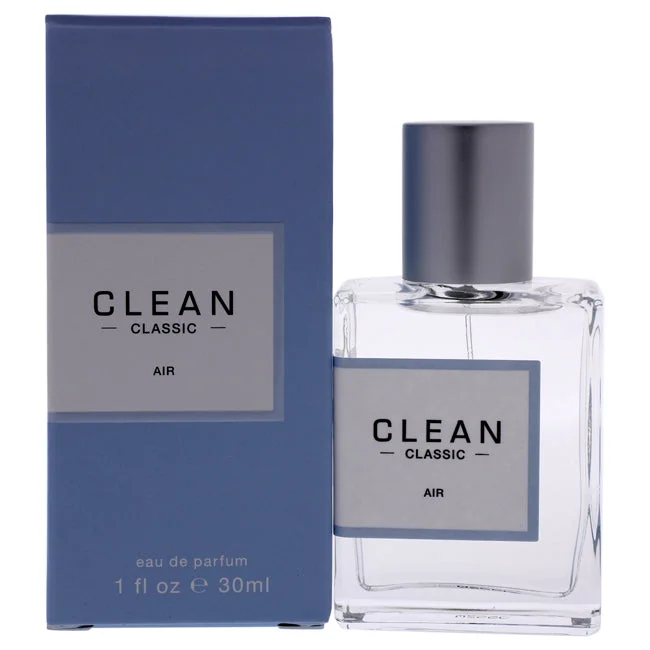 CLEAN
— CLASSIC —
AIR
eau de parfum
1 fl oz ℮ 30ml
CLEAN
— CLASSIC —
AIR